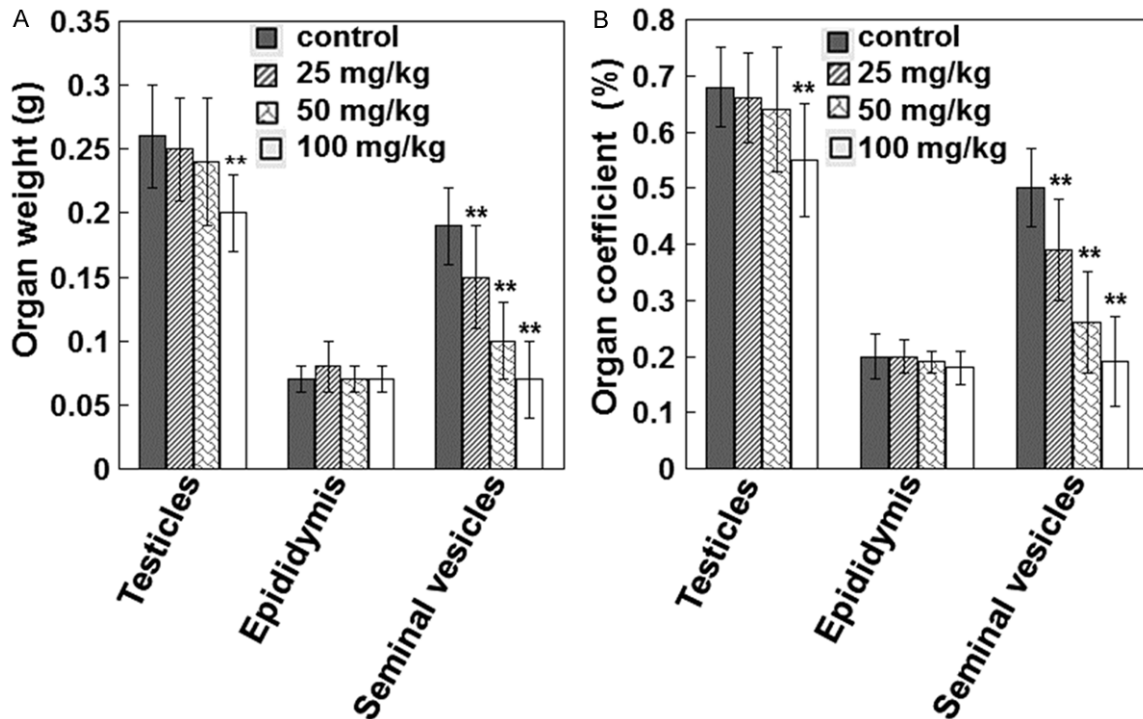 A
Organ weight (g)
0.35
0.3
0.25
0.2
0.15
0.1
0.05
0
control
25 mg/kg
50 mg/kg
100 mg/kg
**
**
**
**
Testicles
Epididymis
Seminal vesicles
B
Organ coefficient (%)
0.8
0.7
0.6
0.5
0.4
0.3
0.2
0.1
0
control
25 mg/kg
50 mg/kg
100 mg/kg
**
**
**
**
Testicles
Epididymis
Seminal vesicles